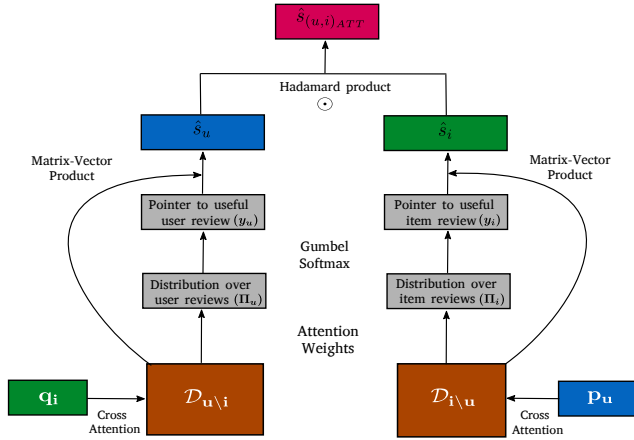 ŝ(u,i)ATT
Hadamard product
⊙
ŝu
ŝi
Matrix-Vector
Product
Matrix-Vector
Product
Pointer to useful
user review (yu)
Pointer to useful
item review (yi)
Gumbel
Softmax
Distribution over
user reviews (Πu)
Distribution over
item reviews (Πi)
Attention
Weights
qi
Du\i
Di\u
pu
Cross
Attention
Cross
Attention